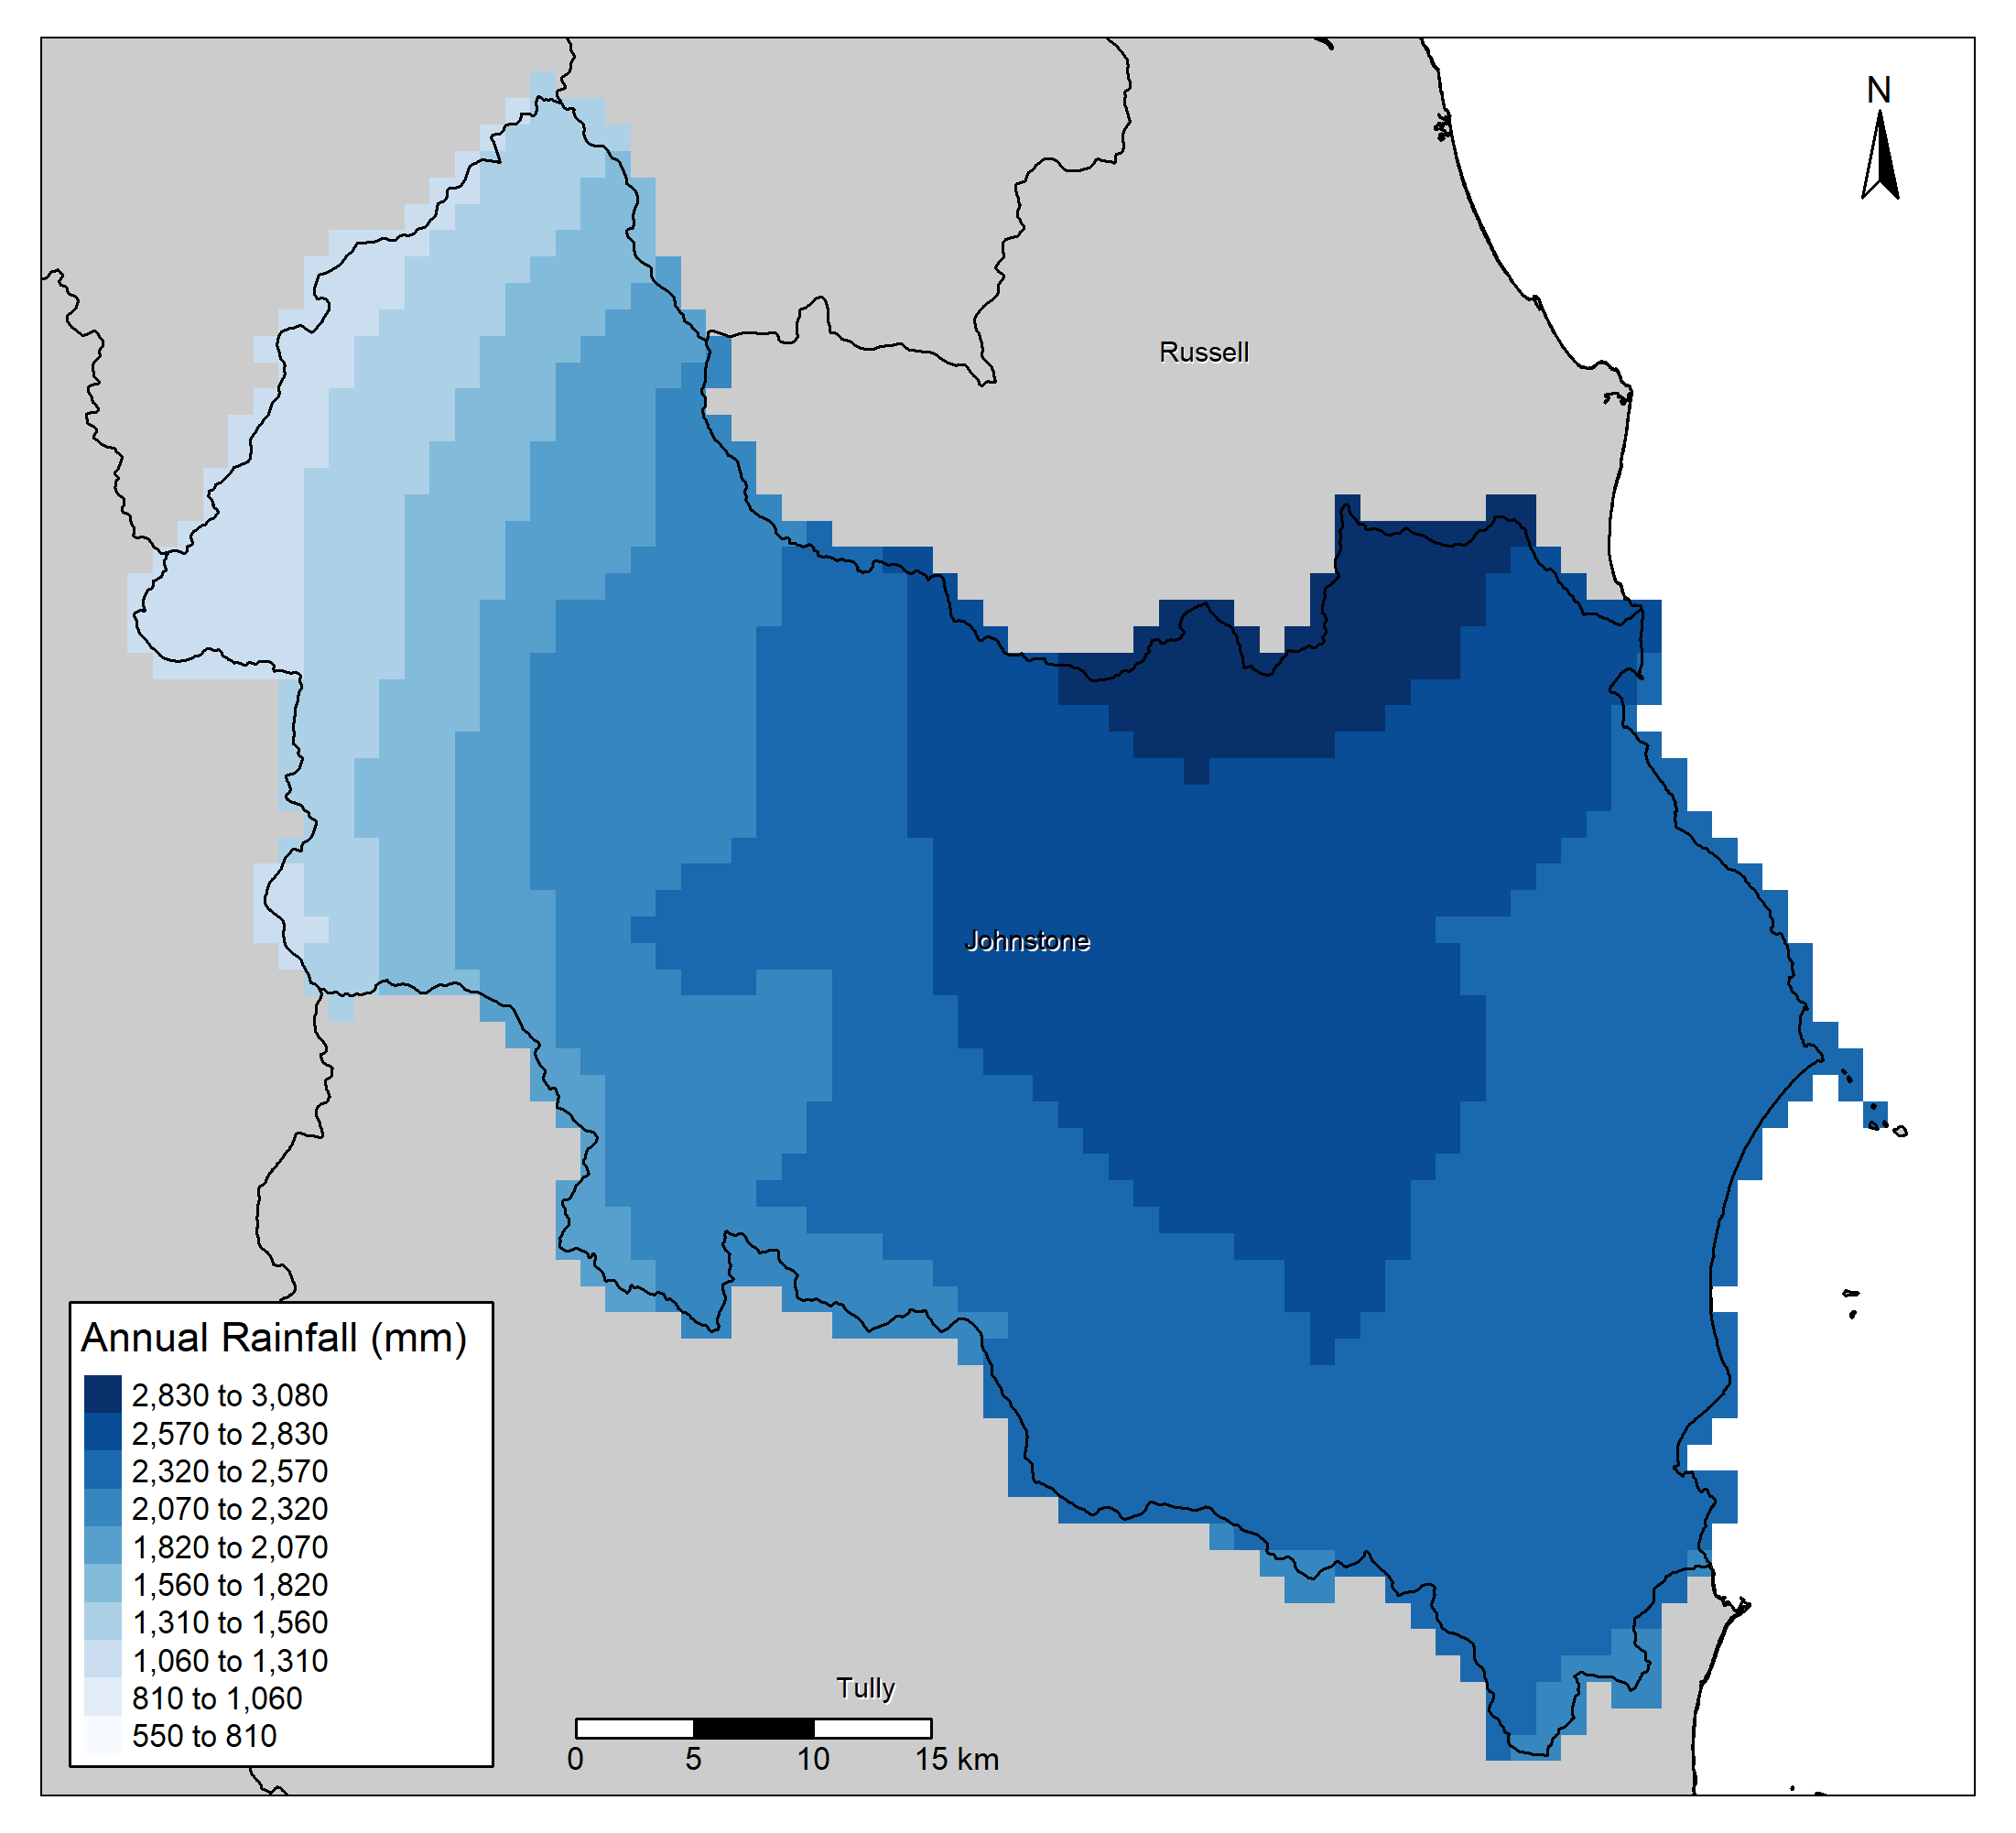 N
Russell
Johnstone
Annual Rainfall (mm)
2,830 to 3,080
2,570 to 2,830
2,320 to 2,570
2,070 to 2,320
1,820 to 2,070
1,560 to 1,820
1,310 to 1,560
1,060 to 1,310
810 to 1,060
550 to 810
Tully
0 5 10 15 km